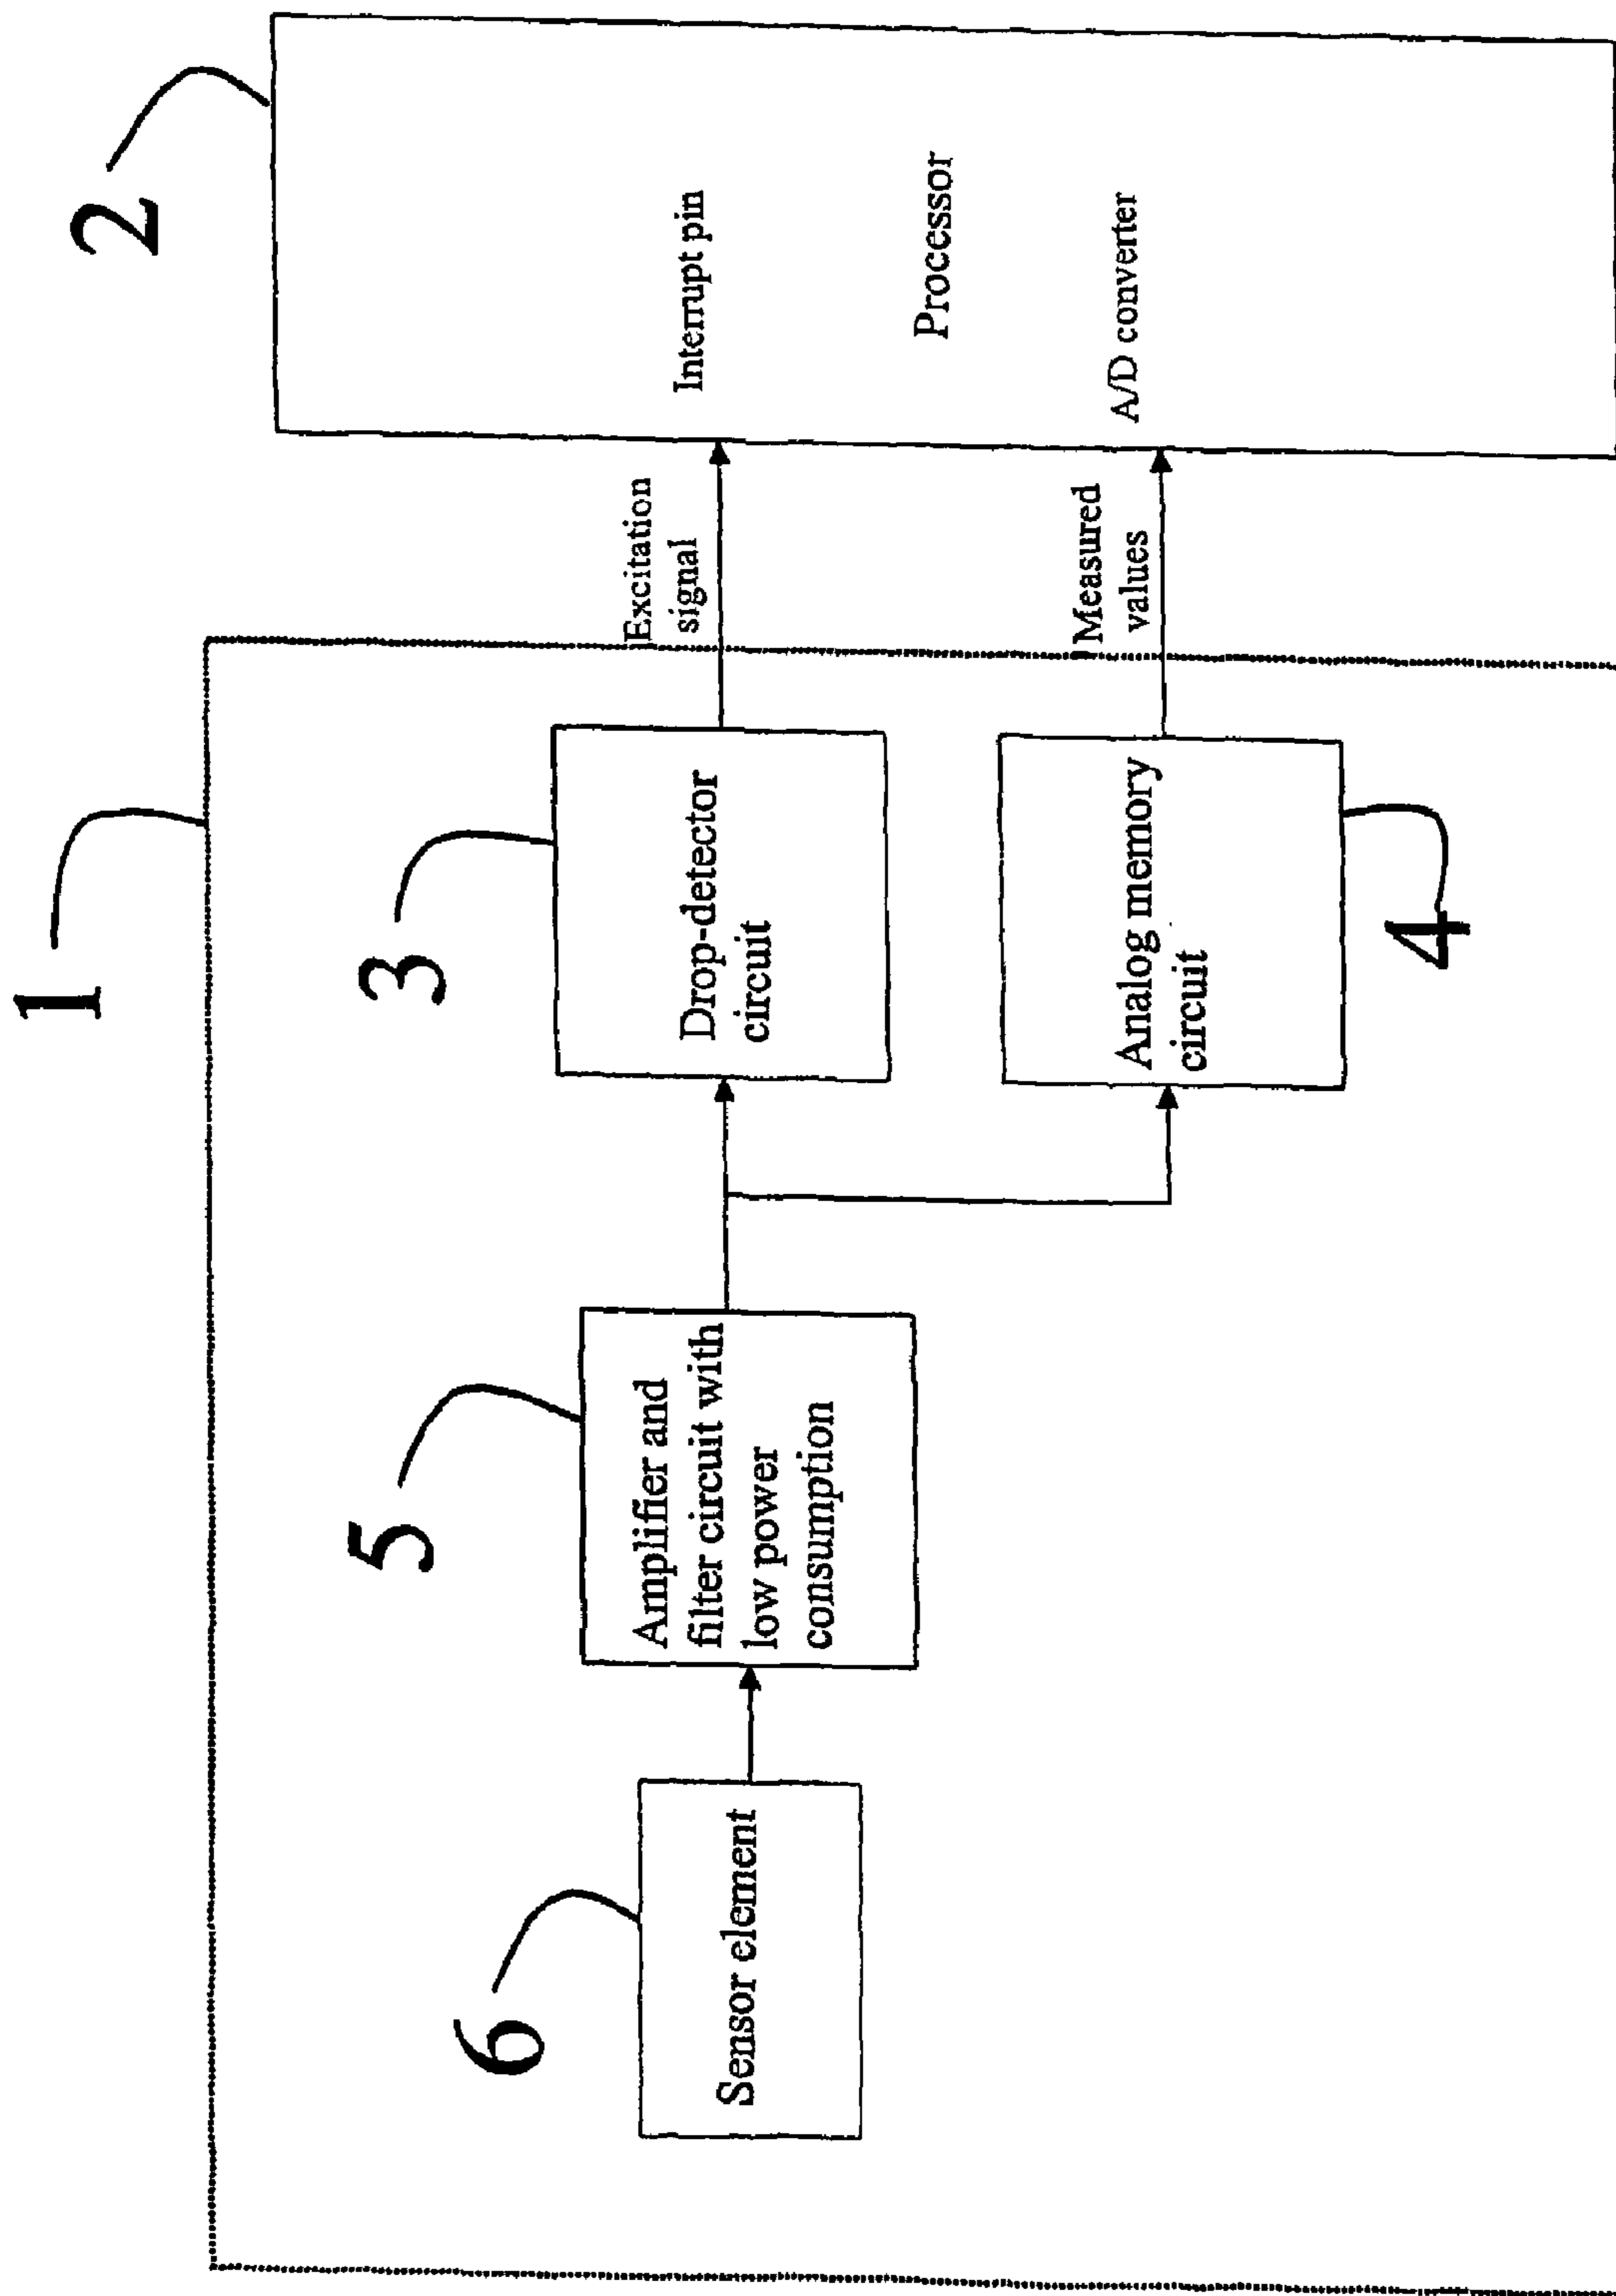 1
2
3
4
5
6
Sensor element
Amplifier and
filter circuit with
low power
consumption
Drop-detector
circuit
Analog memory
circuit
Excitation
signal
Measured
values
Interrupt pin
Processor
A/D converter